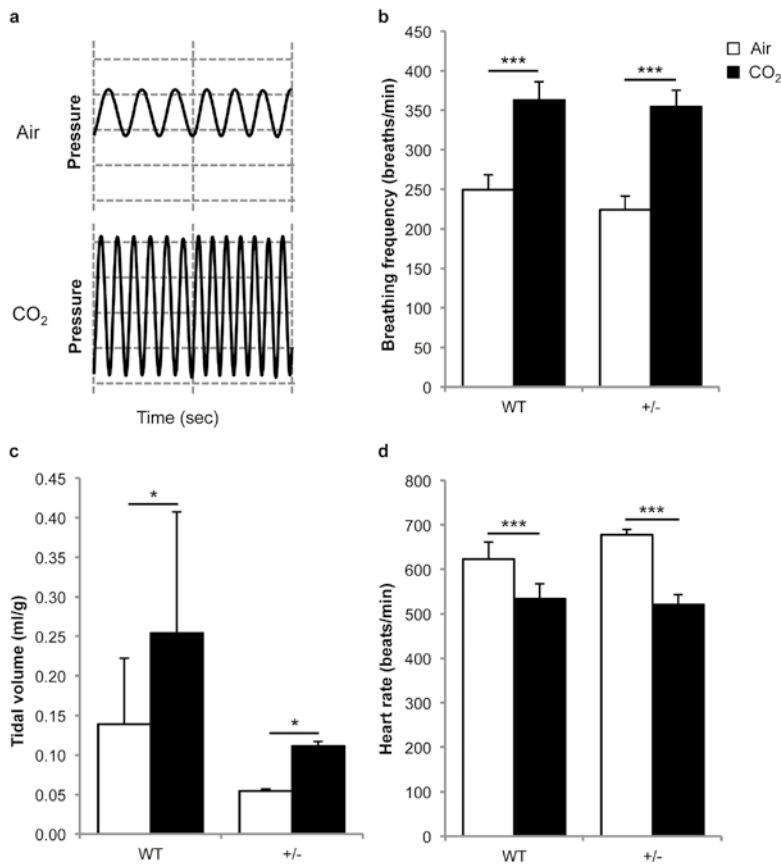 a
Air
Pressure
CO2
Pressure
Time (sec)
b
Breathing frequency (breaths/min)
450
400
350
300
250
200
150
100
50
0
***
***
WT
+/-
Air
CO2
c
Tidal volume (ml/g)
0.45
0.40
0.35
0.30
0.25
0.20
0.15
0.10
0.05
0.00
*
*
WT
+/-
d
Heart rate (beats/min)
800
700
600
500
400
300
200
100
0
***
***
WT
+/-